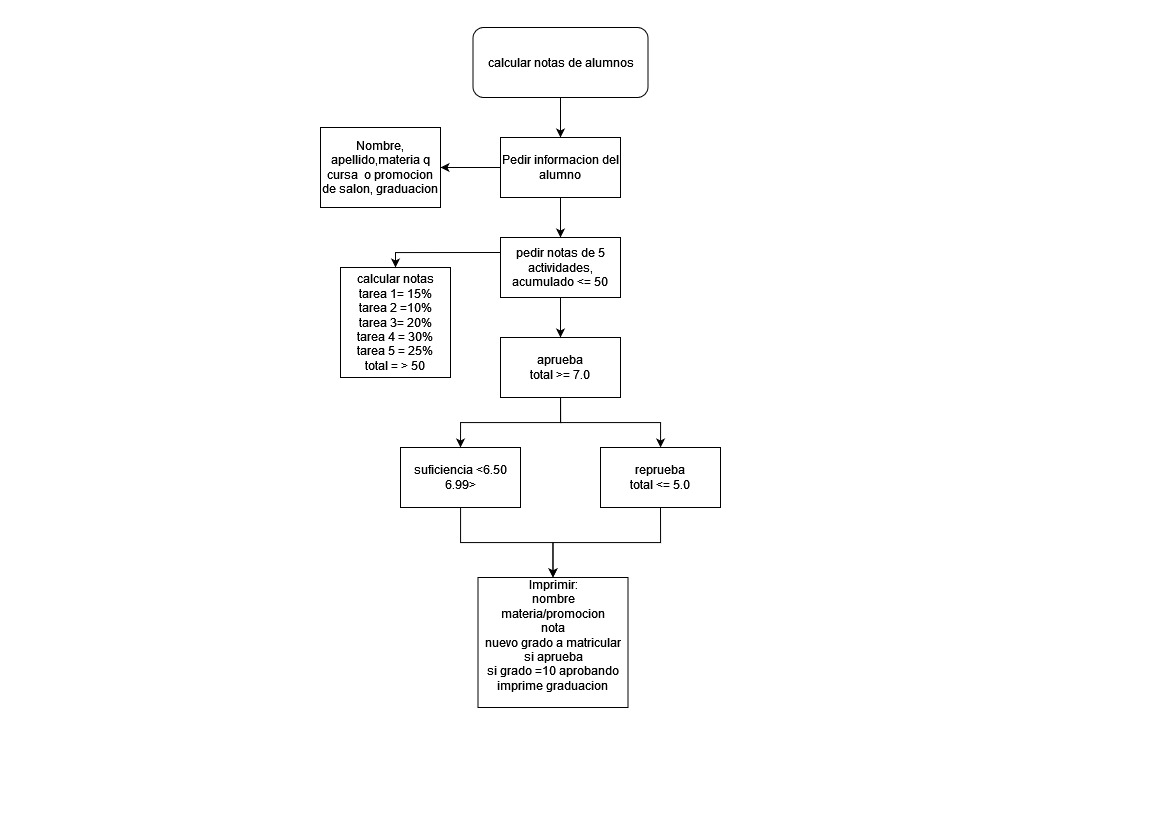 calcular notas de alumnos
Nombre,
apellido,materia q
cursa o promocion
de salon, graduacion
Pedir informacion del
alumno
pedir notas de 5
actividades,
acumulado <= 50
calcular notas
tarea 1= 15%
tarea 2 =10%
tarea 3= 20%
tarea 4 = 30%
tarea 5 = 25%
total = > 50
aprueba
total >= 7.0
suficiencia <6.50
6.99>
reprueba
total <= 5.0
Imprimir:
nombre
materia/promocion
nota
nuevo grado a matricular
si aprueba
si grado =10 aprobando
imprime graduacion